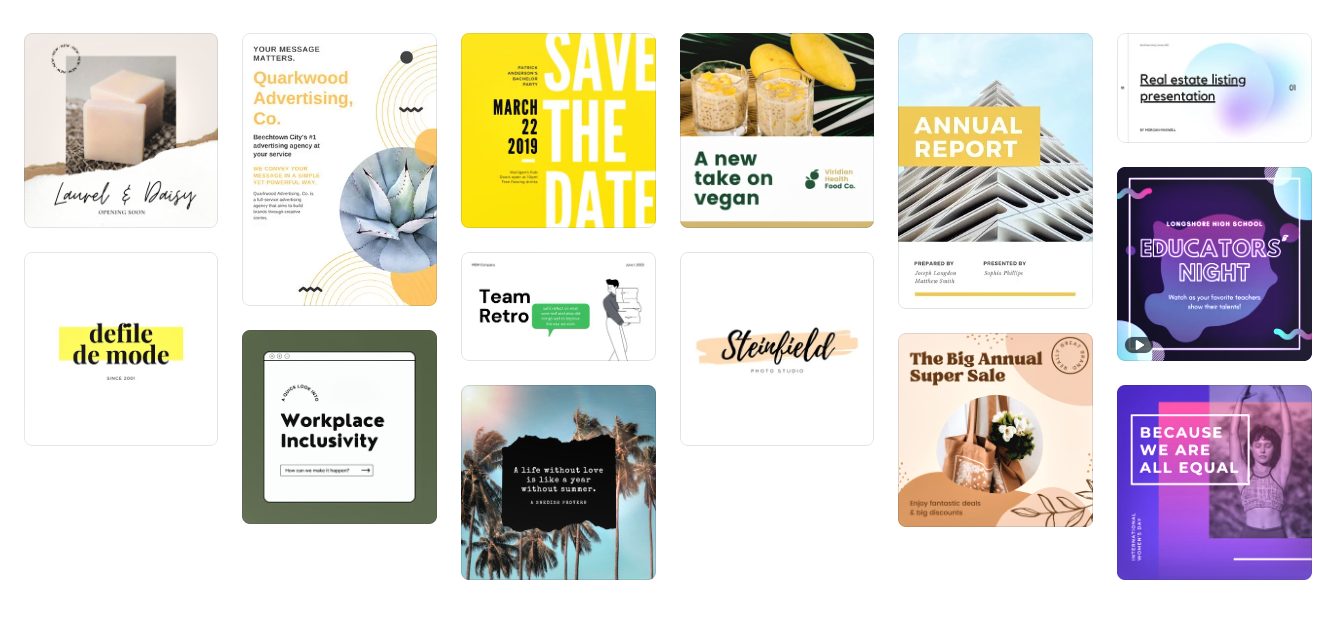 NEW · NEW · NEW · NEW
Laurel & Daisy
OPENING SOON
defile
de mode
SINCE 2001
YOUR MESSAGE
MATTERS.
Quarkwood
Advertising,
Co.
Beechtown City's #1
advertising agency at
your service
WE CONVEY YOUR
MESSAGE IN A SIMPLE
YET POWERFUL WAY.
Quarkwood Advertising, Co. is
a full-service advertising
agency that aims to build
brands through creative
stories.
A QUICK LOOK INTO
Workplace
Inclusivity
How can we make it happen?
PATRICK
ANDERSON'S
BACHELOR
PARTY
MARCH
22
2019
SAVE
THE
DATE
Team
Retro
A life without love
is like a year
without summer.
A SWEDISH PROVERB
A new
take on
vegan
Viridian
Health
Food Co.
Steinfield
PHOTO STUDIO
ANNUAL
REPORT
PREPARED BY
Joseph Langdon
Matthew Smith
PRESENTED BY
Sophia Phillips
The Big Annual
Super Sale
Enjoy fantastic deals
& big discounts
Real estate listing
presentation
01
LONGSHORE HIGH SCHOOL
EDUCATORS'
NIGHT
Watch as your favorite teachers
show their talents!
BECAUSE
WE ARE
ALL EQUAL
INTERNATIONAL
WOMEN'S DAY